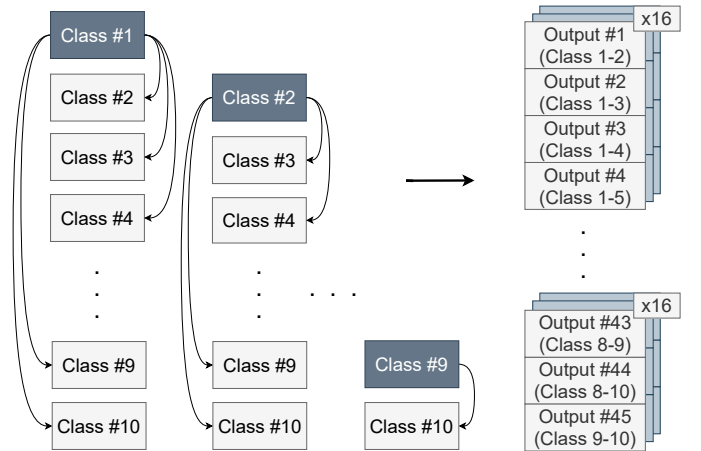 Class #1
Class #2
Class #3
Class #4
Class #9
Class #10
Class #2
Class #3
Class #4
Class #9
Class #10
Class #9
Class #10
x16
Output #1
(Class 1-2)
Output #2
(Class 1-3)
Output #3
(Class 1-4)
Output #4
(Class 1-5)
x16
Output #43
(Class 8-9)
Output #44
(Class 8-10)
Output #45
(Class 9-10)